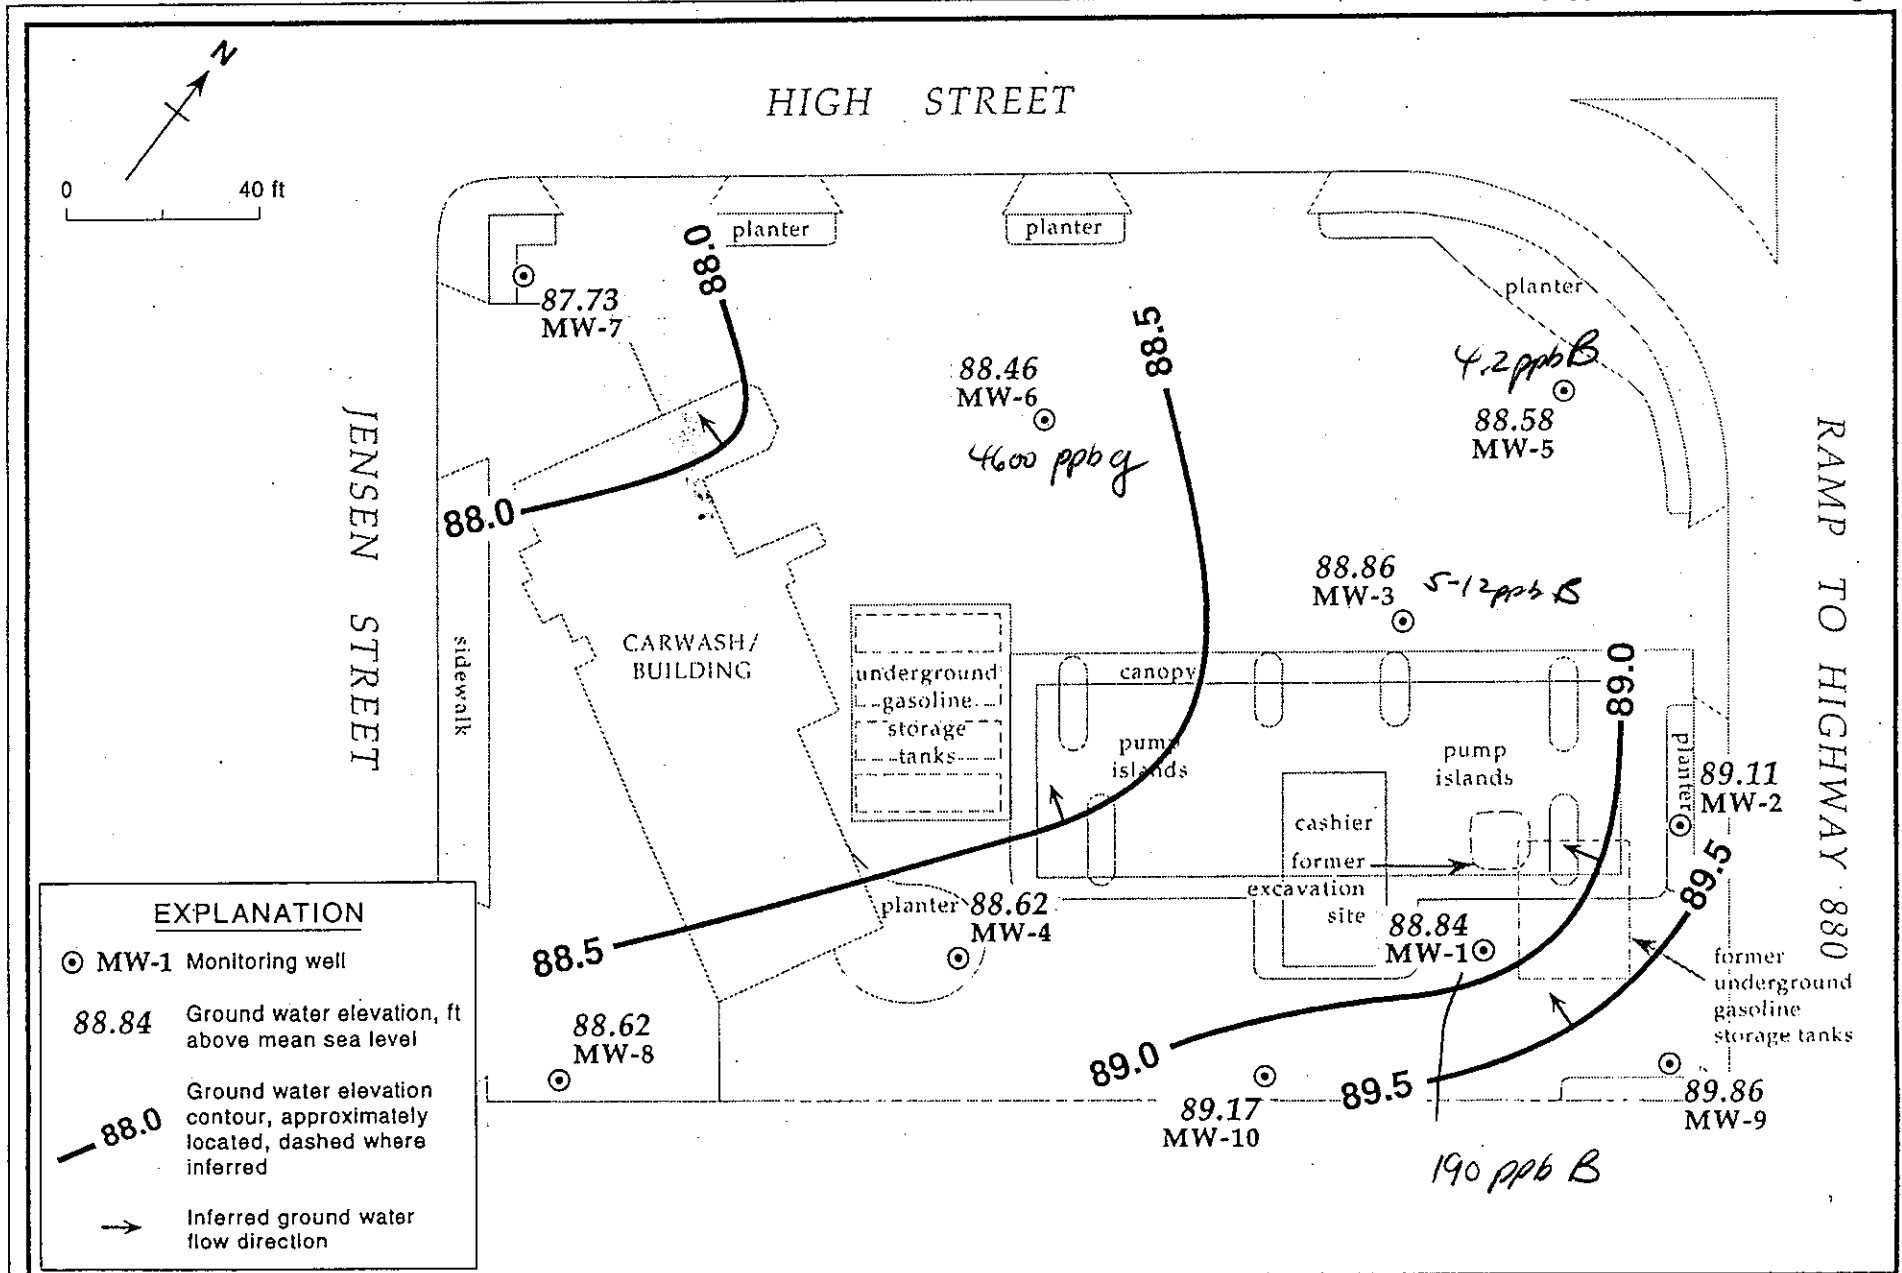 N
0 40 ft
HIGH STREET
planter
planter
planter
88.0
87.73
MW-7
88.5
88.46
MW-6
4600 ppb g
4.2 ppb B
88.58
MW-5
88.0
JENSEN STREET
sidewalk
RAMP TO HIGHWAY 880
88.86
MW-3
5-12 ppb B
CARWASH/
BUILDING
underground
gasoline
storage
tanks
canopy
89.0
pump
islands
pump
islands
planter
89.11
MW-2
cashier
former
excavation
site
89.5
planter
88.62
MW-4
88.84
MW-1
88.5
former
underground
gasoline
storage tanks
88.62
MW-8
89.0
89.5
89.17
MW-10
89.86
MW-9
190 ppb B
EXPLANATION
MW-1 Monitoring well
88.84 Ground water elevation, ft
above mean sea level
88.0 Ground water elevation
contour, approximately
located, dashed where
inferred
Inferred ground water
flow direction